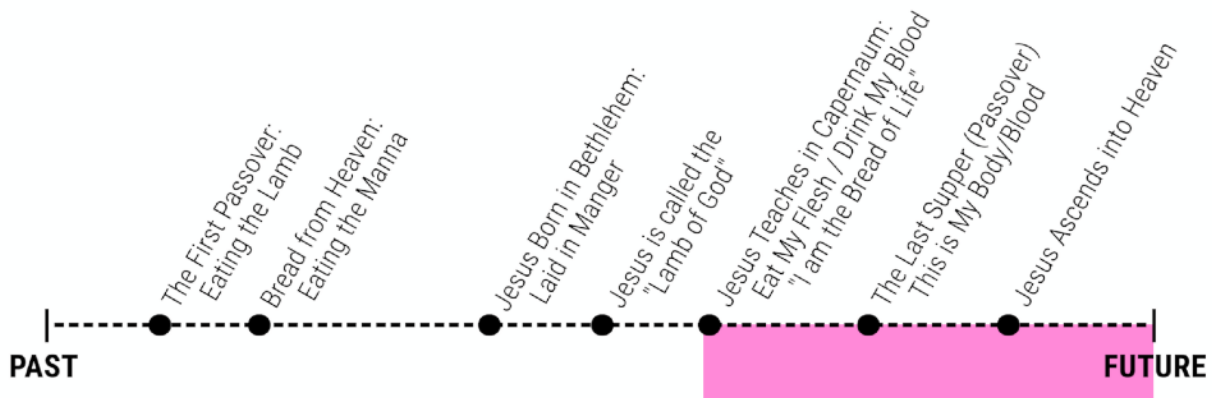 The First Passover:
Eating the Lamb
Bread from Heaven:
Eating the Manna
Jesus Born in Bethlehem:
Laid in Manger
Jesus is called the
"Lamb of God"
Jesus Teaches in Capernaum:
Eat My Flesh / Drink My Blood
"I am the Bread of Life"
The Last Supper (Passover)
This is My Body/Blood
Jesus Ascends into Heaven
PAST
FUTURE